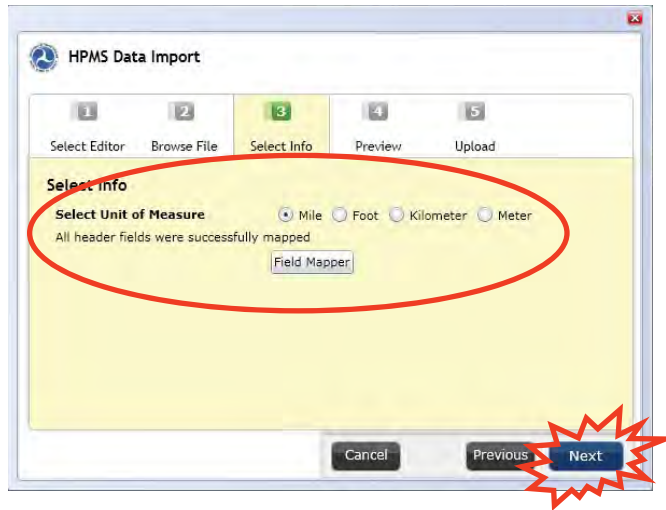 HPMS Data Import
1 2 3 4 5
Select Editor Browse File Select Info Preview Upload
Select Info
Select Unit of Measure Mile Foot Kilometer Meter
All header fields were successfully mapped
Field Mapper
Cancel Previous Next